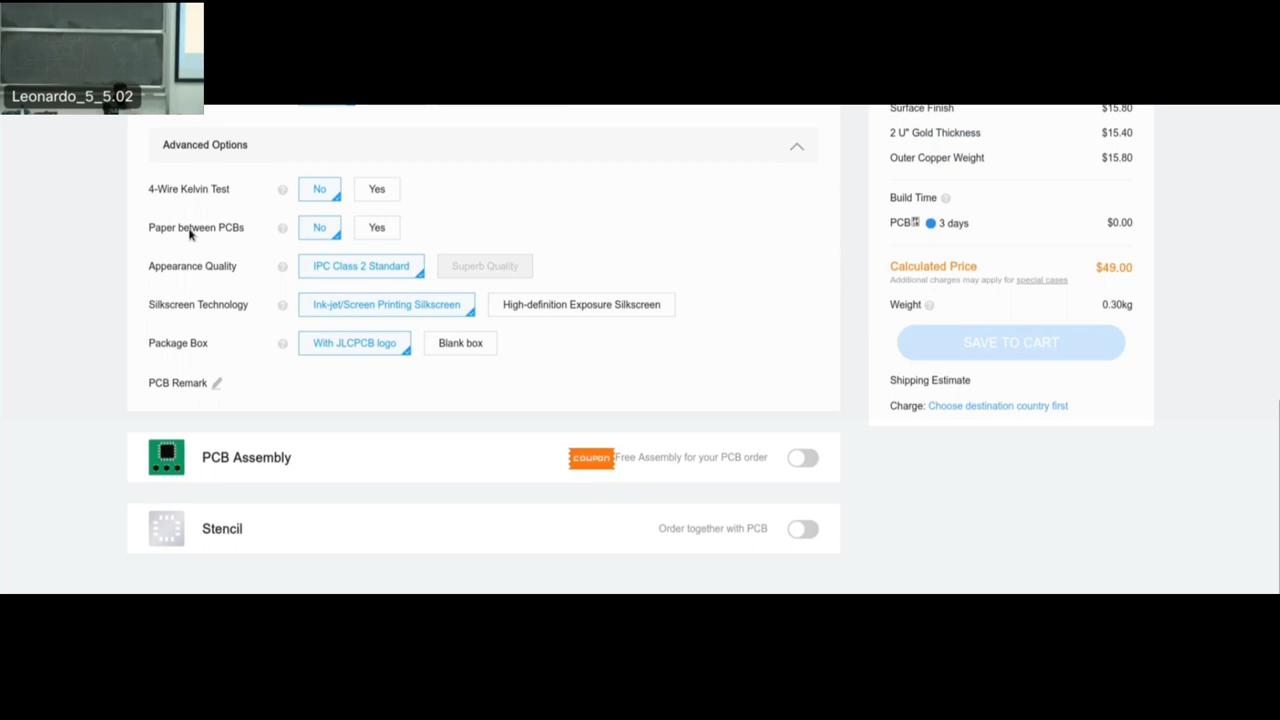 Leonardo_5_5.02
Surface Finish $15.80
Advanced Options
2 U" Gold Thickness $15.40
Outer Copper Weight $15.80
4-Wire Kelvin Test No Yes
Build Time
Paper between PCBs No Yes
PCB 3 days $0.00
Appearance Quality IPC Class 2 Standard Superb Quality
Calculated Price $49.00
Additional charges may apply for special cases
Silkscreen Technology Ink-jet/Screen Printing Silkscreen High-definition Exposure Silkscreen
Weight 0.30kg
Package Box With JLCPCB logo Blank box
SAVE TO CART
PCB Remark
Shipping Estimate
Charge: Choose destination country first
PCB Assembly COUPON Free Assembly for your PCB order
Stencil Order together with PCB